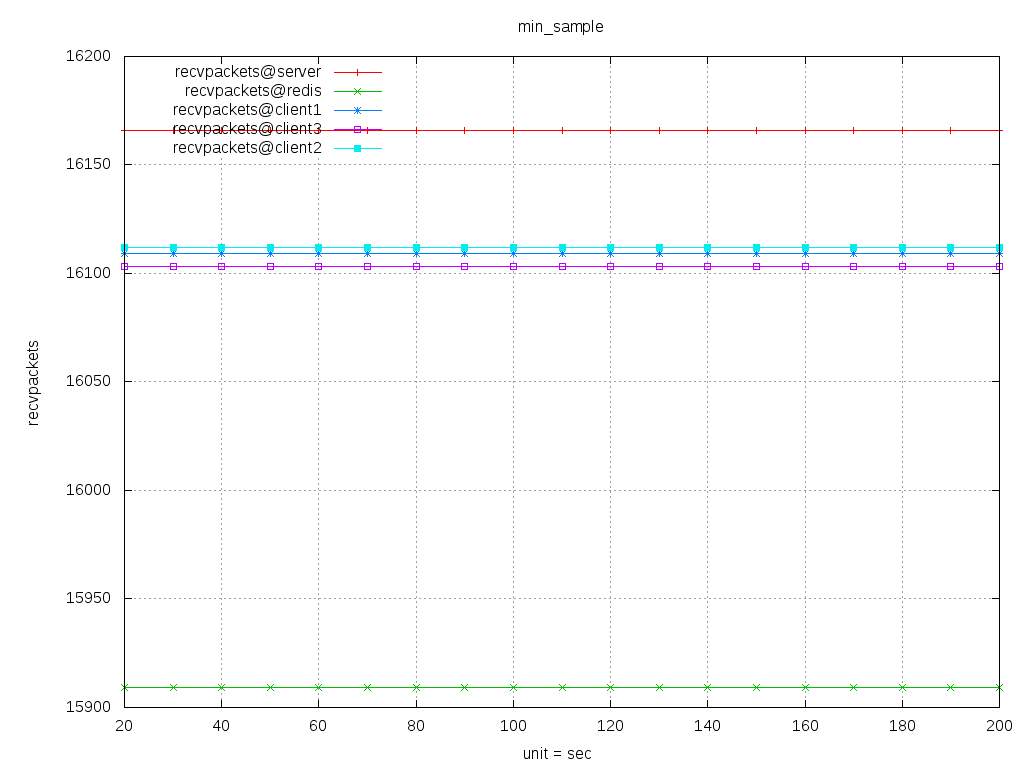 min_sample
16200
16150
16100
16050
16000
15950
15900
recvpackets
recvpackets@server
recvpackets@redis
recvpackets@client1
recvpackets@client3
recvpackets@client2
20 40 60 80 100 120 140 160 180 200
unit = sec